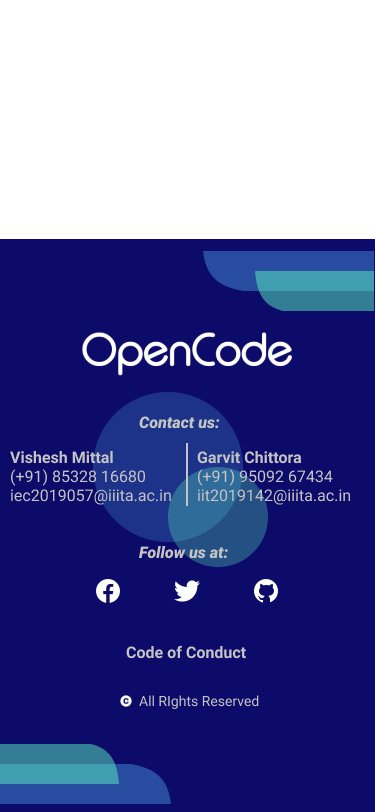 OpenCode
Contact us:
Vishesh Mittal
(+91) 85328 16680
iec2019057@iiita.ac.in
Garvit Chittora
(+91) 95092 67434
iit2019142@iiita.ac.in
Follow us at:
Code of Conduct
© All RIghts Reserved